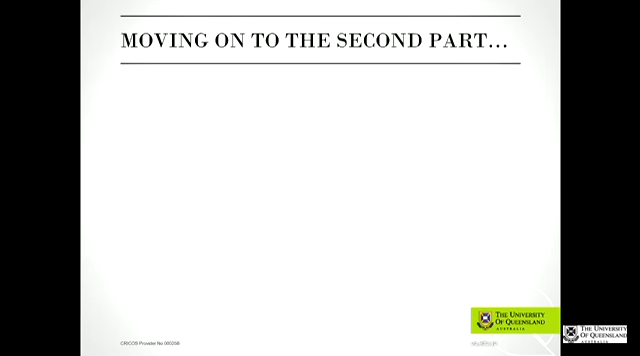 MOVING ON TO THE SECOND PART...
THE UNIVERSITY
OF QUEENSLAND
AUSTRALIA
CRICOS Provider No 00025B
THE UNIVERSITY
OF QUEENSLAND
AUSTRALIA